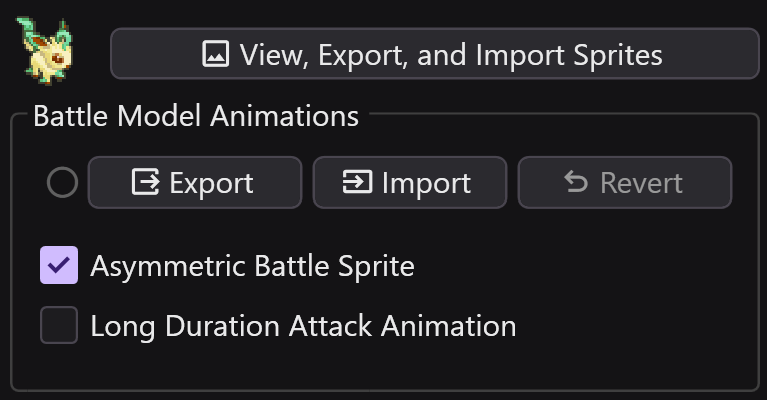 View, Export, and Import Sprites
Battle Model Animations
Export Import Revert
Asymmetric Battle Sprite
Long Duration Attack Animation